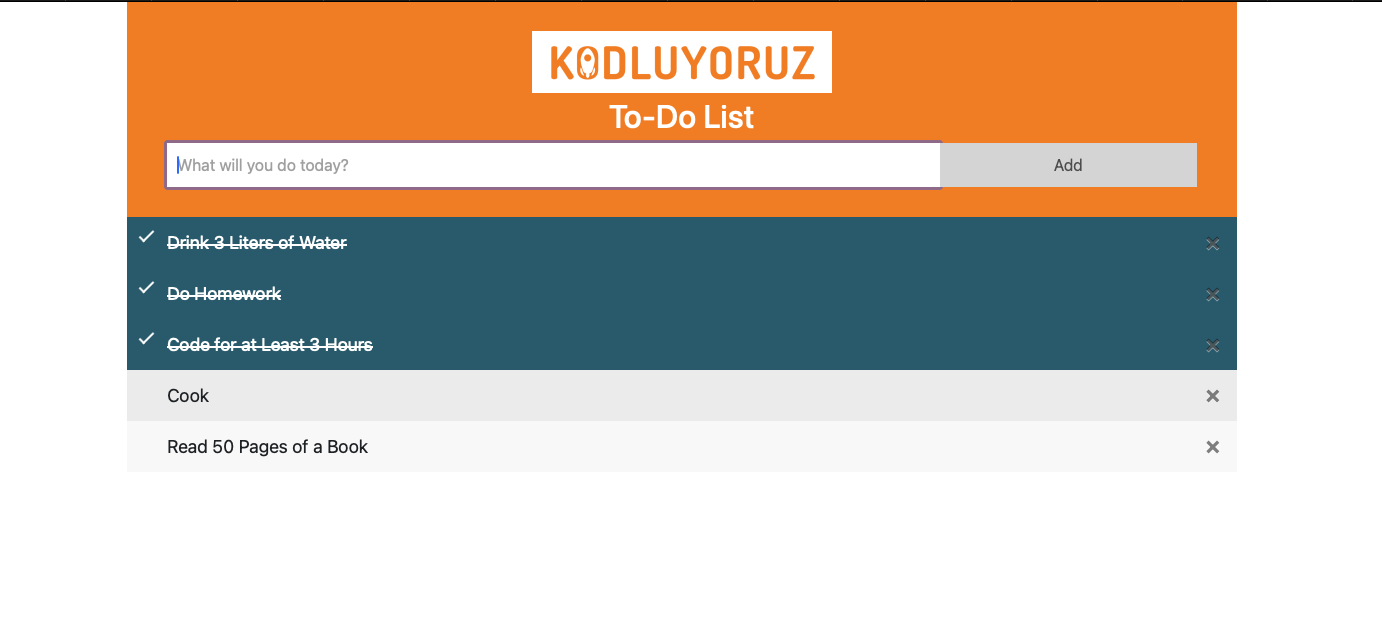 KODLUYORUZ
To-Do List
What will you do today?
Add
Drink 3 Liters of Water
Do Homework
Code for at Least 3 Hours
Cook
Read 50 Pages of a Book